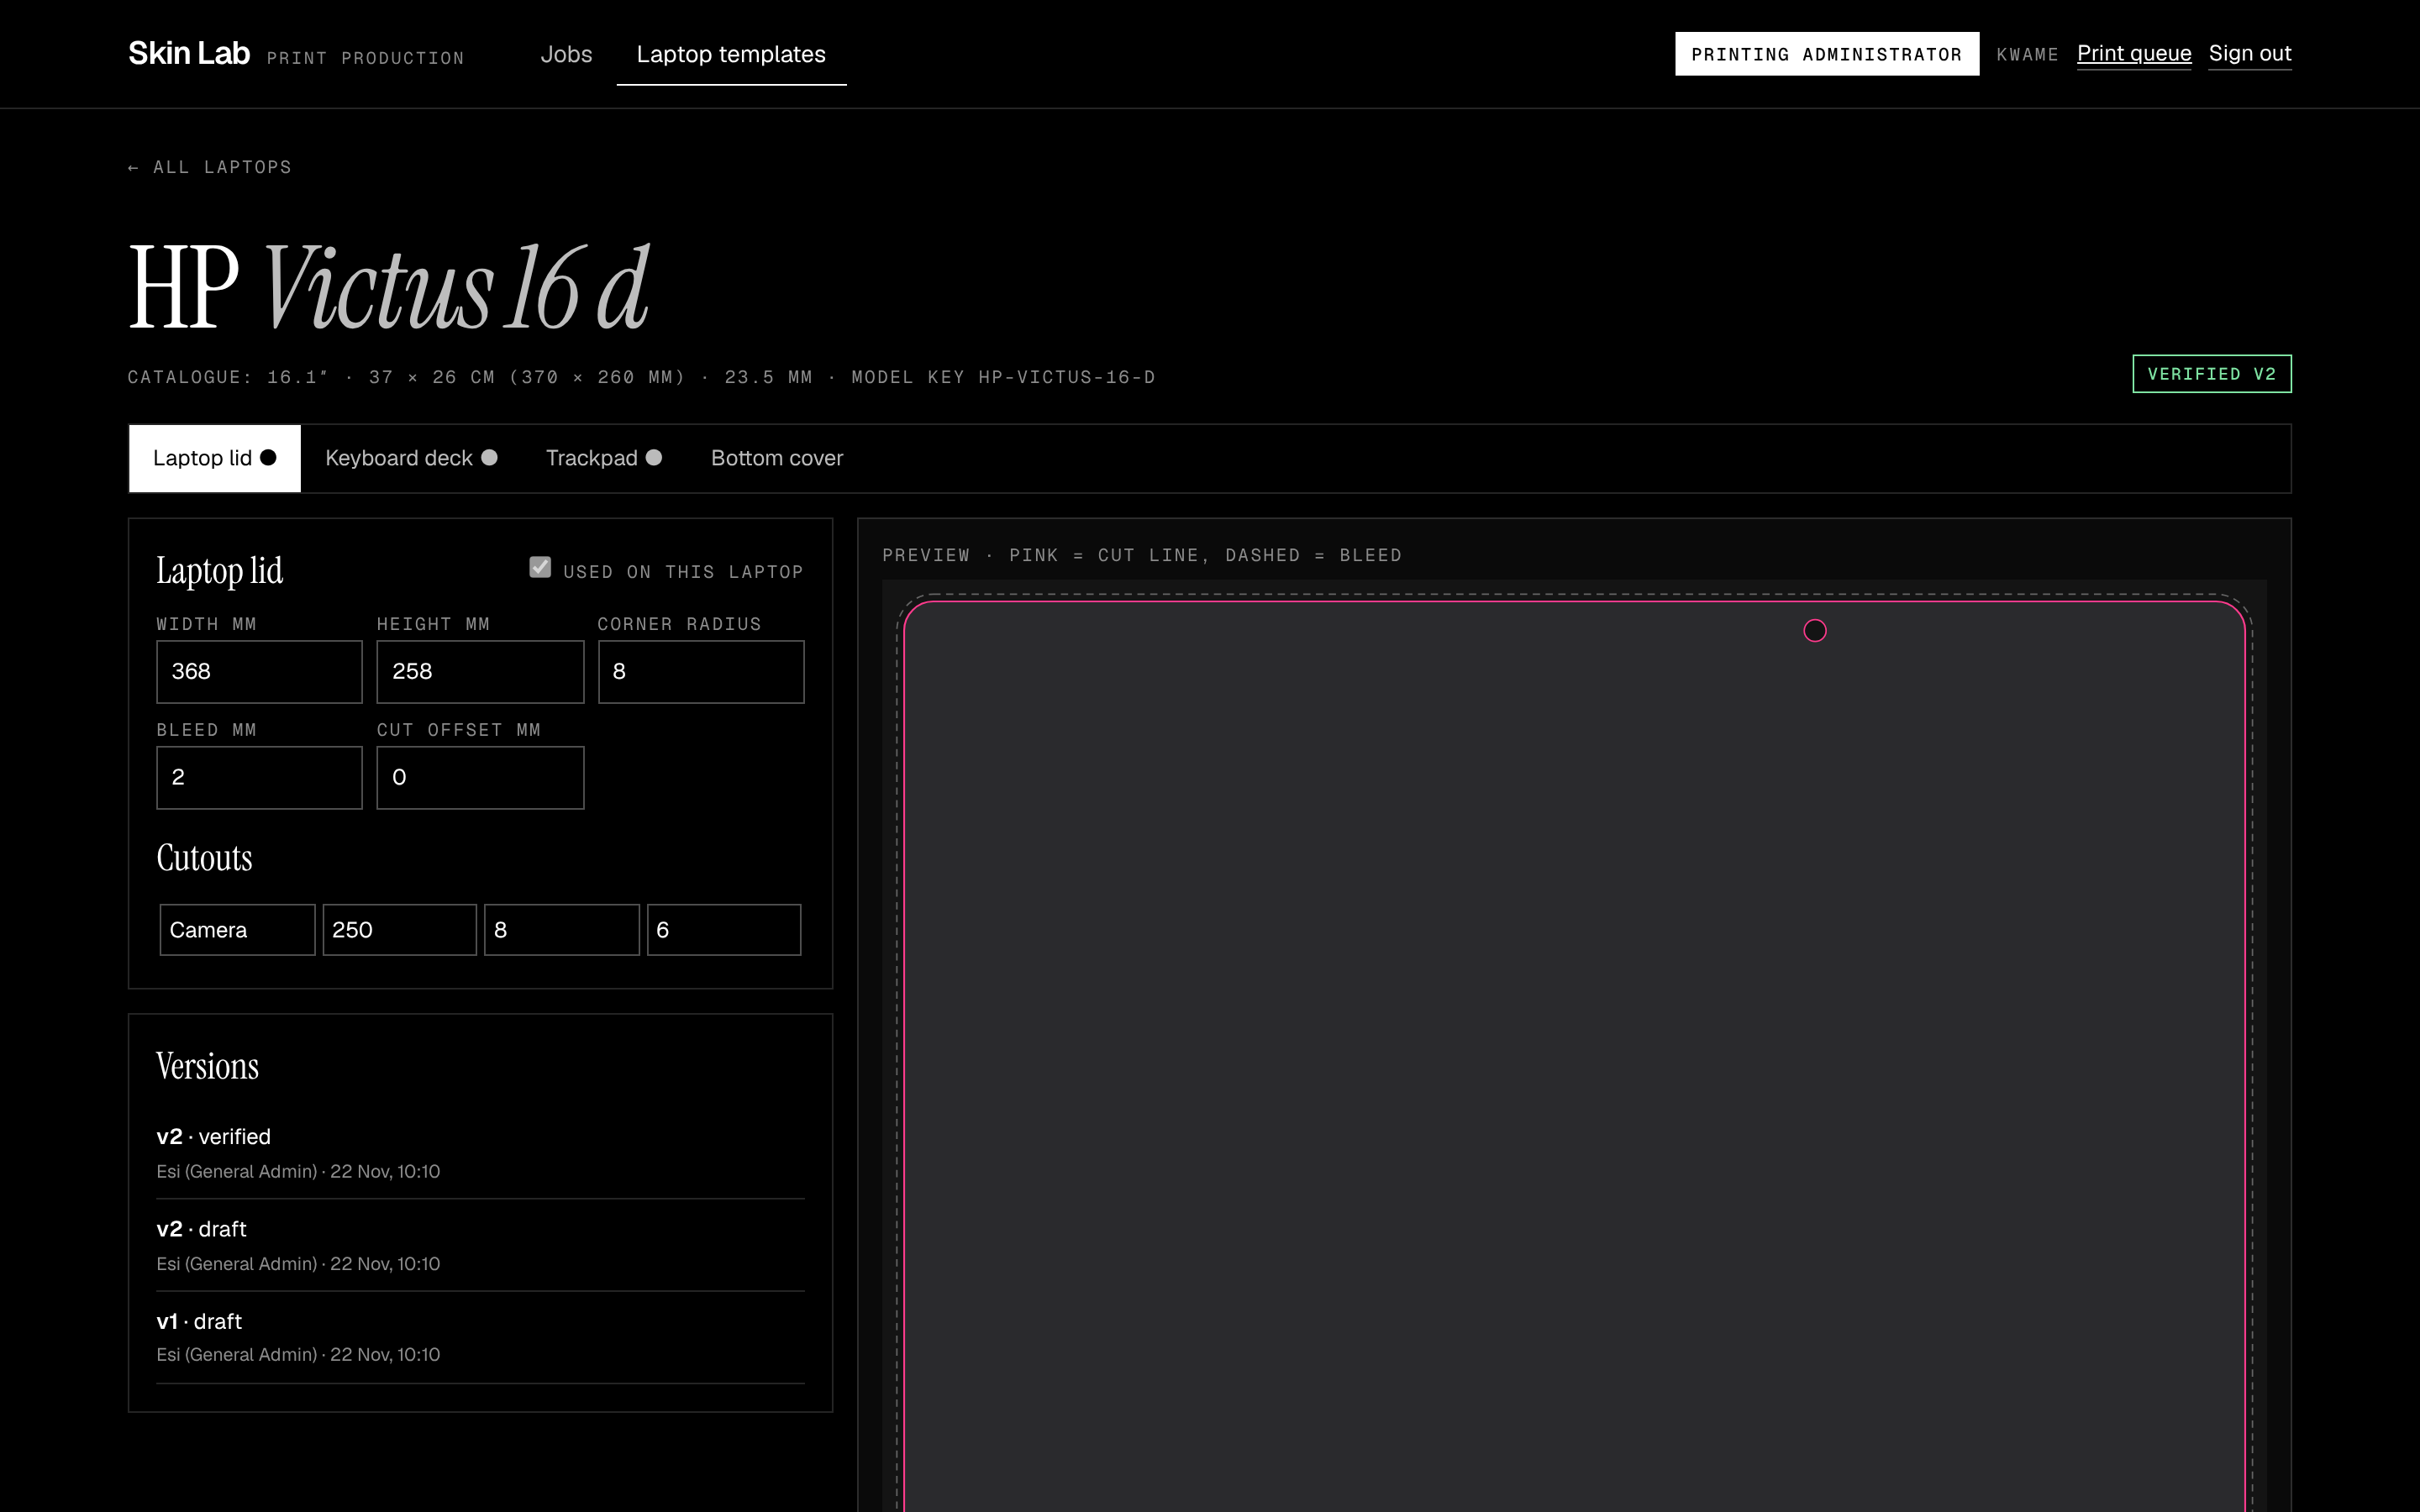 Skin Lab PRINT PRODUCTION Jobs Laptop templates PRINTING ADMINISTRATOR KWAME Print queue Sign out
← ALL LAPTOPS
HP Victus 16 d
CATALOGUE: 16.1″ · 37 × 26 CM (370 × 260 MM) · 23.5 MM · MODEL KEY HP-VICTUS-16-D
VERIFIED V2
Laptop lid Keyboard deck Trackpad Bottom cover
Laptop lid USED ON THIS LAPTOP
WIDTH MM HEIGHT MM CORNER RADIUS
368 258 8
BLEED MM CUT OFFSET MM
2 0
Cutouts
Camera 250 8 6
Versions
v2 · verified
Esi (General Admin) · 22 Nov, 10:10
v2 · draft
Esi (General Admin) · 22 Nov, 10:10
v1 · draft
Esi (General Admin) · 22 Nov, 10:10
PREVIEW · PINK = CUT LINE, DASHED = BLEED